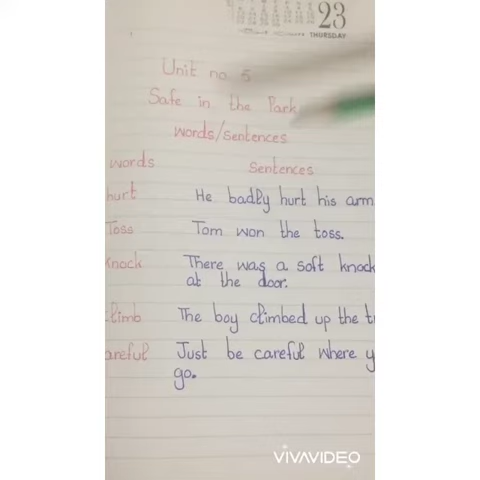 23
THURSDAY
Unit no 5
Safe in the Park
words/sentences
words sentences
hurt He badly hurt his arm
Toss Tom won the toss.
Knock There was a soft knock
at the door.
limb The boy climbed up the t
areful Just be careful where y
go.
VIVAVIDEO